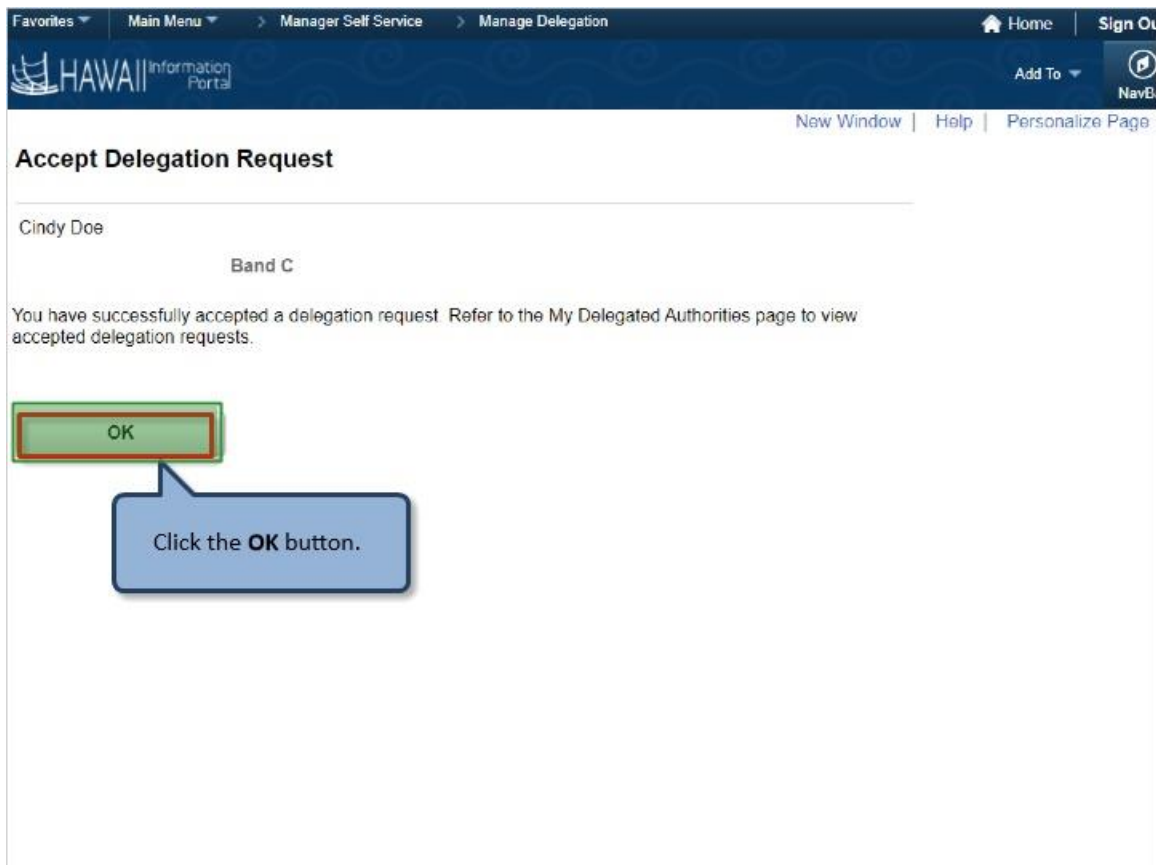 Favorites Main Menu > Manager Self Service > Manage Delegation Home | Sign Ou
HAWAII Information Portal
Add To
NavB
New Window | Help | Personalize Page
Accept Delegation Request
Cindy Doe
Band C
You have successfully accepted a delegation request. Refer to the My Delegated Authorities page to view
accepted delegation requests.
OK
Click the OK button.